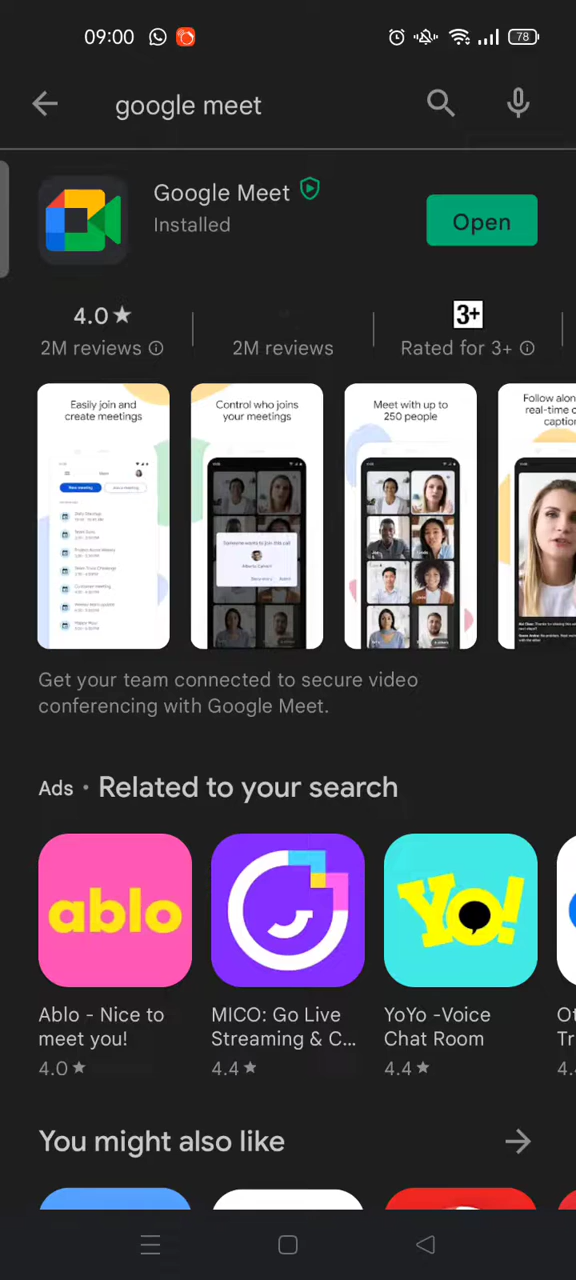 09:00
78
google meet
Google Meet
Installed
Open
4.0★
2M reviews
2M reviews
3+
Rated for 3+
Easily join and
create meetings
Control who joins
your meetings
Meet with up to
250 people
Follow alon
real-time c
captio
Get your team connected to secure video
conferencing with Google Meet.
Ads • Related to your search
ablo
Yo!
Ablo - Nice to
meet you!
4.0★
MICO: Go Live
Streaming & C...
4.4★
YoYo -Voice
Chat Room
4.4★
Ot
Tr
4.
You might also like